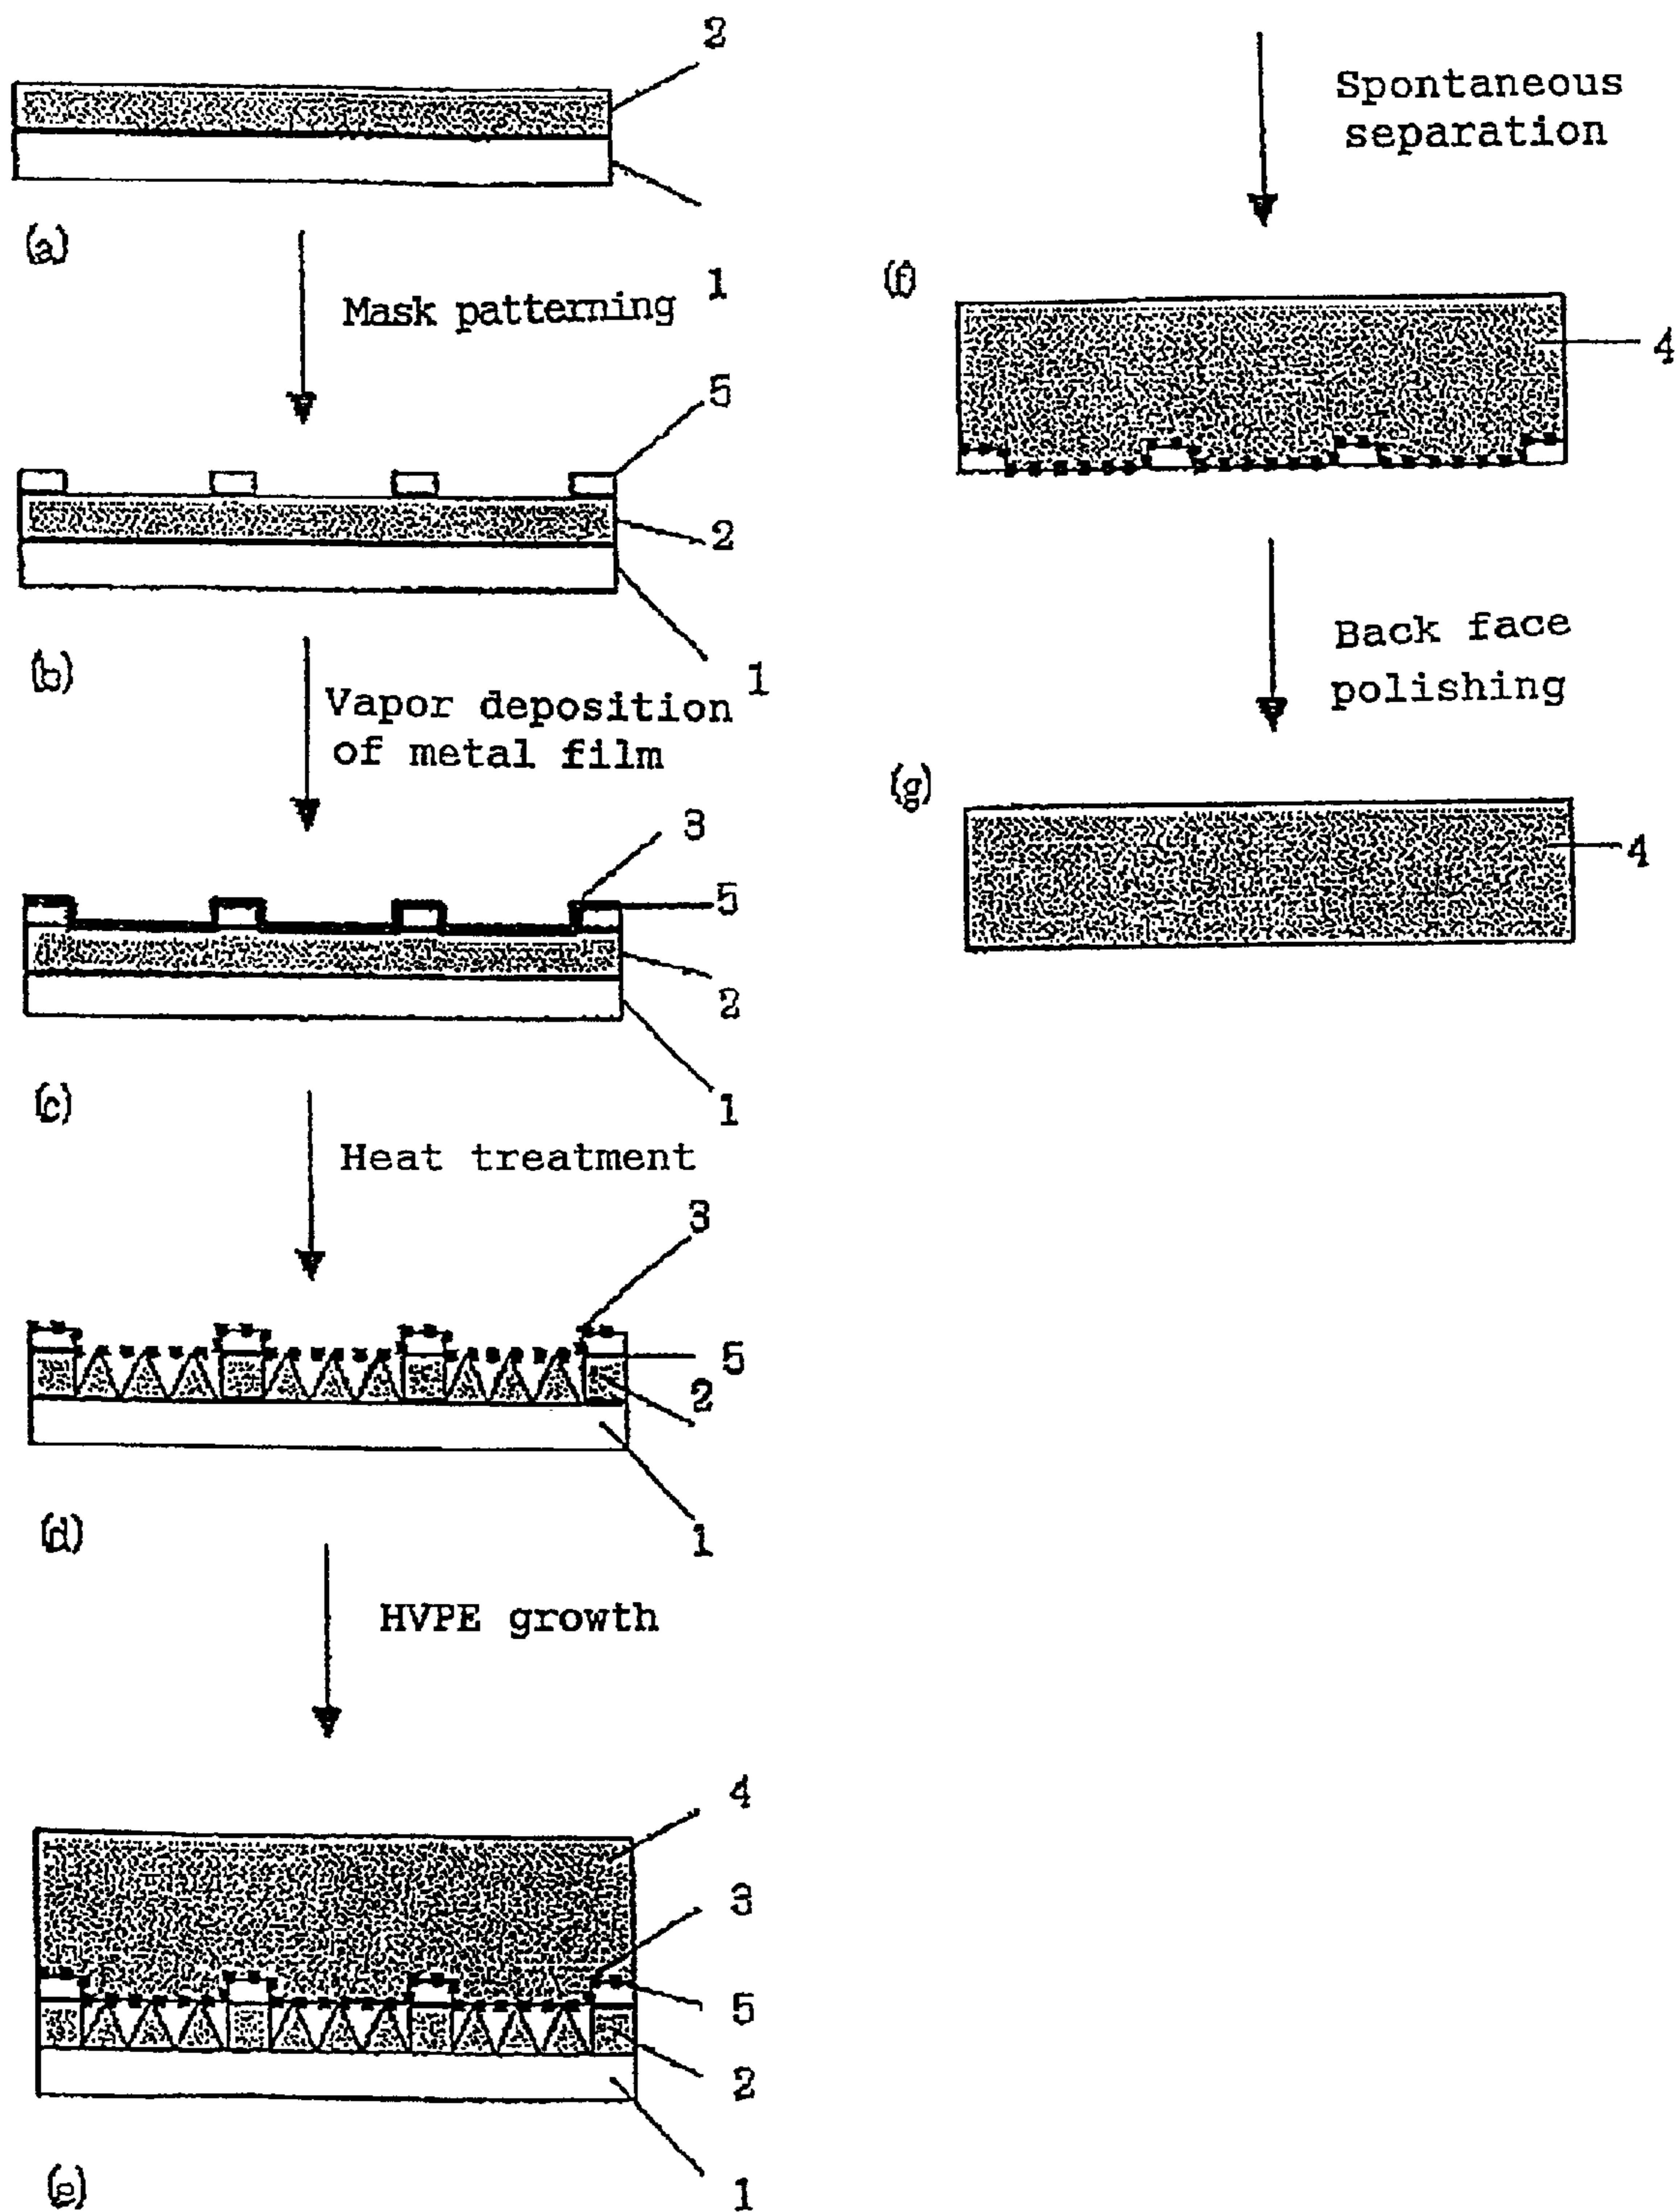 2
(a)
1
Mask patterning
5
2
(b)
1
Vapor deposition
of metal film
3
5
2
(c)
1
Heat treatment
3
5
2
(d)
1
HVPE growth
4
3
5
2
(e)
1
Spontaneous
separation
(f)
4
Back face
polishing
(g)
4